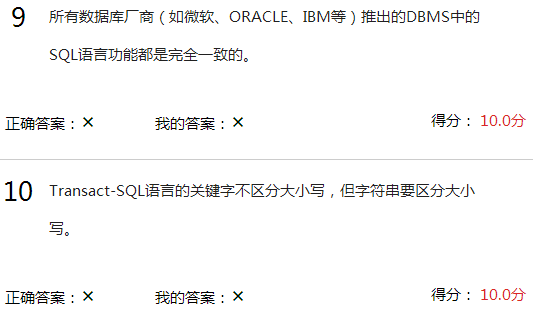 9 所有数据库厂商（如微软、ORACLE、IBM等）推出的DBMS中的
SQL语言功能都是完全一致的。
正确答案：× 我的答案：× 得分： 10.0分
10 Transact-SQL语言的关键字不区分大小写，但字符串要区分大小
写。
正确答案：× 我的答案：× 得分： 10.0分